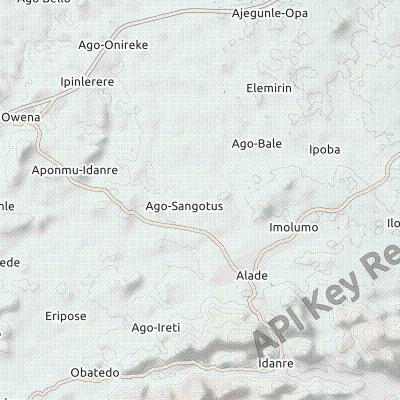 Ago Bello
Ajegunle-Opa
Ago-Onireke
Ipinlerere
Elemirin
Owena
Ago-Bale
Ipoba
Aponmu-Idanre
Ago-Sangotus
Imolumo
Alade
Eripose
Ago-Ireti
API Key Re
Idanre
Obatedo